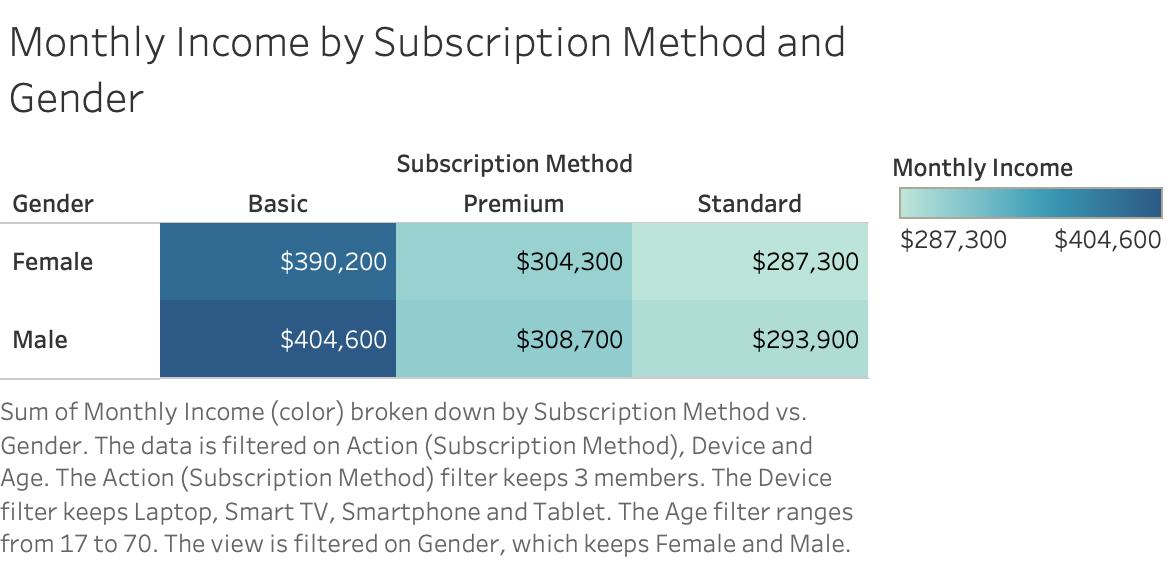 Monthly Income by Subscription Method and
Gender
Subscription Method
Gender Basic Premium Standard
Female $390,200 $304,300 $287,300
Male $404,600 $308,700 $293,900
Monthly Income
$287,300 $404,600
Sum of Monthly Income (color) broken down by Subscription Method vs.
Gender. The data is filtered on Action (Subscription Method), Device and
Age. The Action (Subscription Method) filter keeps 3 members. The Device
filter keeps Laptop, Smart TV, Smartphone and Tablet. The Age filter ranges
from 17 to 70. The view is filtered on Gender, which keeps Female and Male.